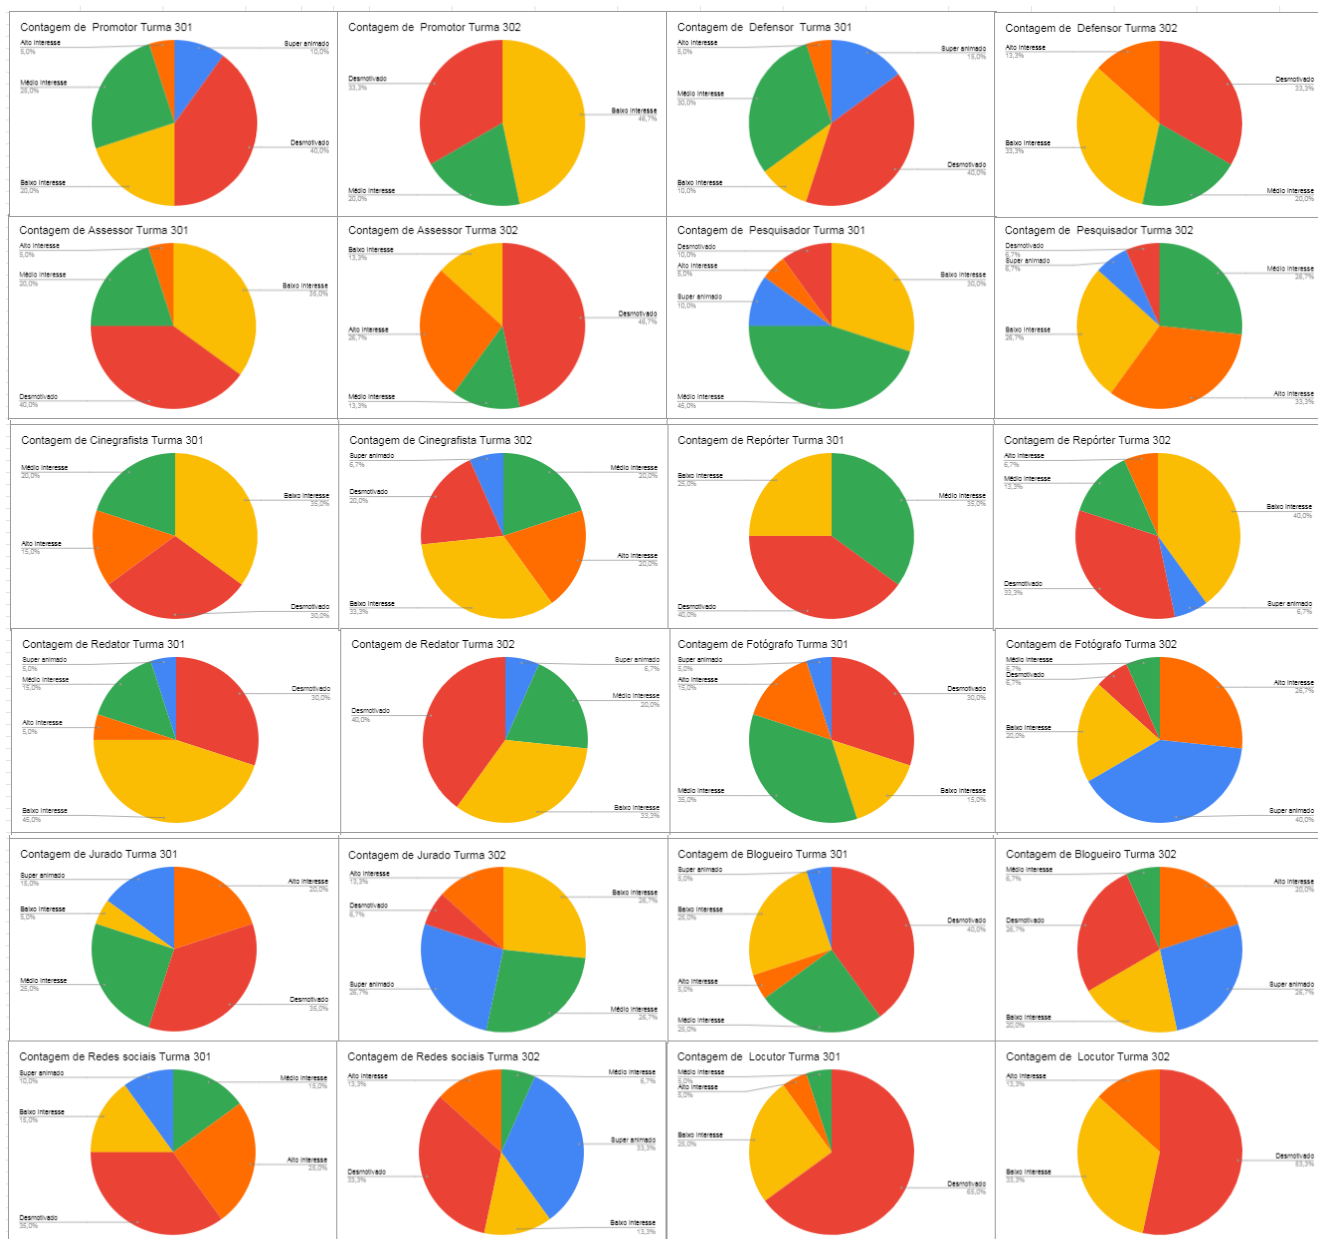 Contagem de  Promotor Turma 301
Alto Interesse
5,0%
Super animado
10,0%
Médio Interesse
25,0%
Desmotivado
40,0%
Baixo Interesse
20,0%
Contagem de  Promotor Turma 302
Desmotivado
33,3%
Baixo Interesse
46,7%
Médio Interesse
20,0%
Contagem de  Defensor  Turma 301
Alto Interesse
5,0%
Super animado
15,0%
Médio Interesse
30,0%
Desmotivado
40,0%
Baixo Interesse
10,0%
Contagem de  Defensor Turma 302
Alto Interesse
13,3%
Desmotivado
33,3%
Baixo Interesse
33,3%
Médio Interesse
20,0%
Contagem de Assessor Turma 301
Alto Interesse
5,0%
Médio Interesse
20,0%
Baixo Interesse
35,0%
Desmotivado
40,0%
Contagem de Assessor Turma 302
Baixo Interesse
13,3%
Desmotivado
46,7%
Alto Interesse
26,7%
Médio Interesse
13,3%
Contagem de  Pesquisador Turma 301
Desmotivado
10,0%
Alto Interesse
5,0%
Super animado
10,0%
Baixo Interesse
30,0%
Médio Interesse
45,0%
Contagem de  Pesquisador Turma 302
Desmotivado
6,7%
Super animado
6,7%
Médio Interesse
26,7%
Baixo Interesse
26,7%
Alto Interesse
33,3%
Contagem de Cinegrafista Turma 301
Médio Interesse
20,0%
Baixo Interesse
35,0%
Alto Interesse
15,0%
Desmotivado
30,0%
Contagem de Cinegrafista Turma 302
Super animado
6,7%
Médio Interesse
20,0%
Desmotivado
20,0%
Alto Interesse
20,0%
Baixo Interesse
33,3%
Contagem de Repórter Turma 301
Baixo Interesse
25,0%
Médio Interesse
35,0%
Desmotivado
40,0%
Contagem de Repórter Turma 302
Alto Interesse
6,7%
Médio Interesse
13,3%
Baixo Interesse
40,0%
Desmotivado
33,3%
Super animado
6,7%
Contagem de Redator Turma 301
Super animado
5,0%
Médio Interesse
15,0%
Desmotivado
30,0%
Alto Interesse
5,0%
Baixo Interesse
45,0%
Contagem de Redator Turma 302
Super animado
6,7%
Desmotivado
40,0%
Médio Interesse
20,0%
Baixo Interesse
33,3%
Contagem de Fotógrafo Turma 301
Super animado
5,0%
Alto Interesse
15,0%
Desmotivado
30,0%
Médio Interesse
35,0%
Baixo Interesse
15,0%
Contagem de Fotógrafo Turma 302
Médio Interesse
6,7%
Desmotivado
6,7%
Alto Interesse
26,7%
Baixo Interesse
20,0%
Super animado
40,0%
Contagem de Jurado Turma 301
Super animado
15,0%
Alto Interesse
20,0%
Baixo Interesse
5,0%
Médio Interesse
25,0%
Desmotivado
35,0%
Contagem de Jurado Turma 302
Alto Interesse
13,3%
Desmotivado
6,7%
Baixo Interesse
26,7%
Super animado
26,7%
Médio Interesse
26,7%
Contagem de Blogueiro Turma 301
Super animado
5,0%
Baixo Interesse
25,0%
Desmotivado
40,0%
Alto Interesse
5,0%
Médio Interesse
25,0%
Contagem de Blogueiro Turma 302
Médio Interesse
6,7%
Alto Interesse
20,0%
Desmotivado
26,7%
Super animado
26,7%
Baixo Interesse
20,0%
Contagem de Redes sociais Turma 301
Super animado
10,0%
Médio Interesse
15,0%
Baixo Interesse
15,0%
Alto Interesse
25,0%
Desmotivado
35,0%
Contagem de Redes sociais Turma 302
Alto Interesse
13,3%
Médio Interesse
6,7%
Super animado
33,3%
Desmotivado
33,3%
Baixo Interesse
13,3%
Contagem de  Locutor Turma 301
Médio Interesse
5,0%
Alto Interesse
5,0%
Baixo Interesse
25,0%
Desmotivado
65,0%
Contagem de  Locutor Turma 302
Alto Interesse
13,3%
Desmotivado
53,3%
Baixo Interesse
33,3%